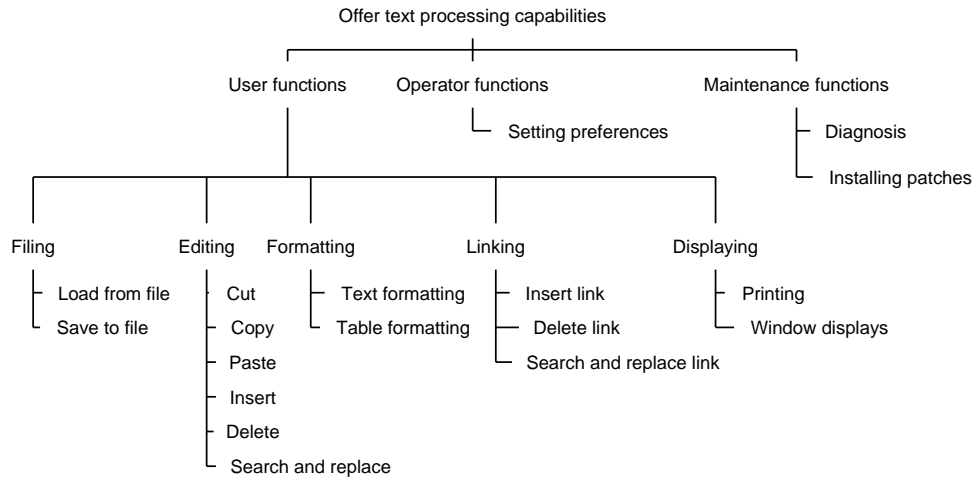 Offer text processing capabilities
User functions
Operator functions
Maintenance functions
Setting preferences
Diagnosis
Installing patches
Filing
Editing
Formatting
Linking
Displaying
Load from file
Save to file
Cut
Copy
Paste
Insert
Delete
Search and replace
Text formatting
Table formatting
Insert link
Delete link
Search and replace link
Printing
Window displays